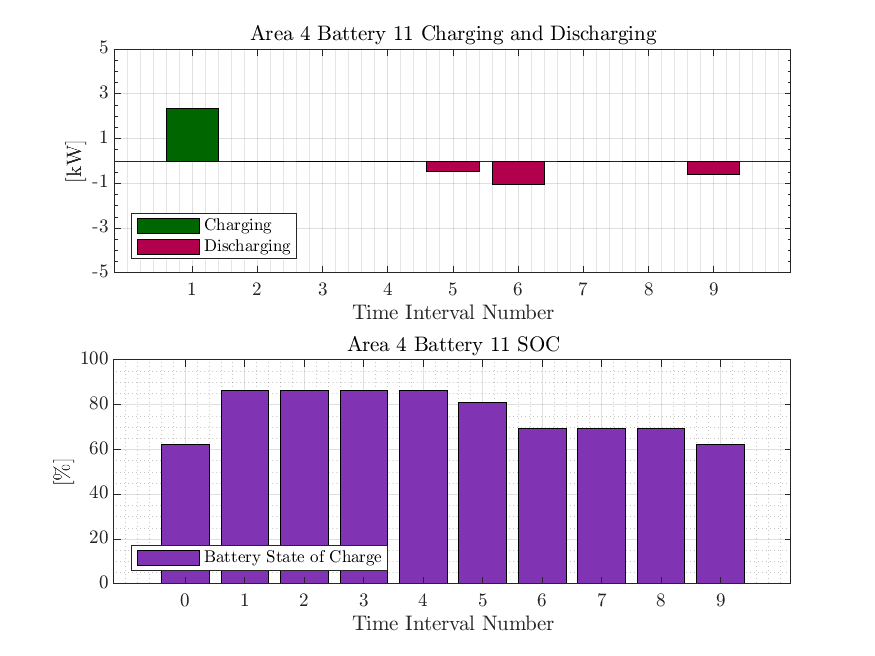 Area 4 Battery 11 Charging and Discharging
5
3
1
-1
-3
-5
[kW]
Charging
Discharging
1 2 3 4 5 6 7 8 9
Time Interval Number
Area 4 Battery 11 SOC
100
80
60
40
20
0
[%]
Battery State of Charge
0 1 2 3 4 5 6 7 8 9
Time Interval Number